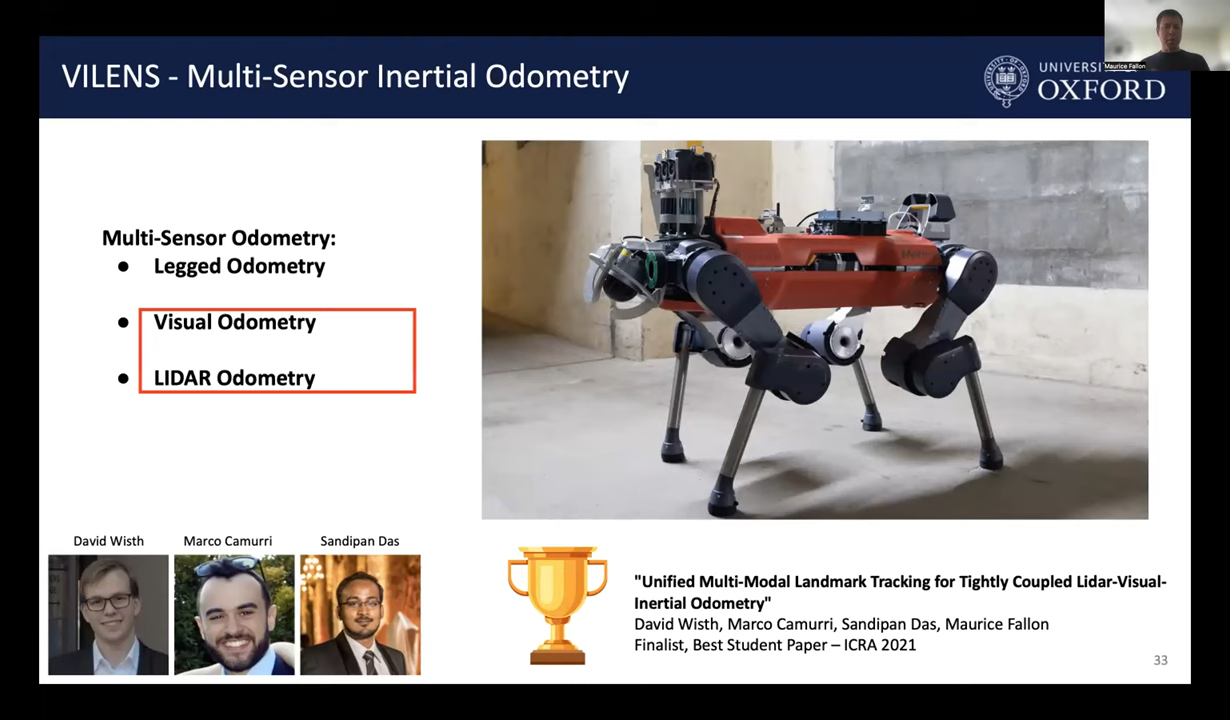 VILENS - Multi-Sensor Inertial Odometry
UNIVERSI
OXFORD
Maurice Fallon
Multi-Sensor Odometry:
● Legged Odometry
● Visual Odometry
● LIDAR Odometry
David Wisth
Marco Camurri
Sandipan Das
"Unified Multi-Modal Landmark Tracking for Tightly Coupled Lidar-Visual-
Inertial Odometry"
David Wisth, Marco Camurri, Sandipan Das, Maurice Fallon
Finalist, Best Student Paper – ICRA 2021
33